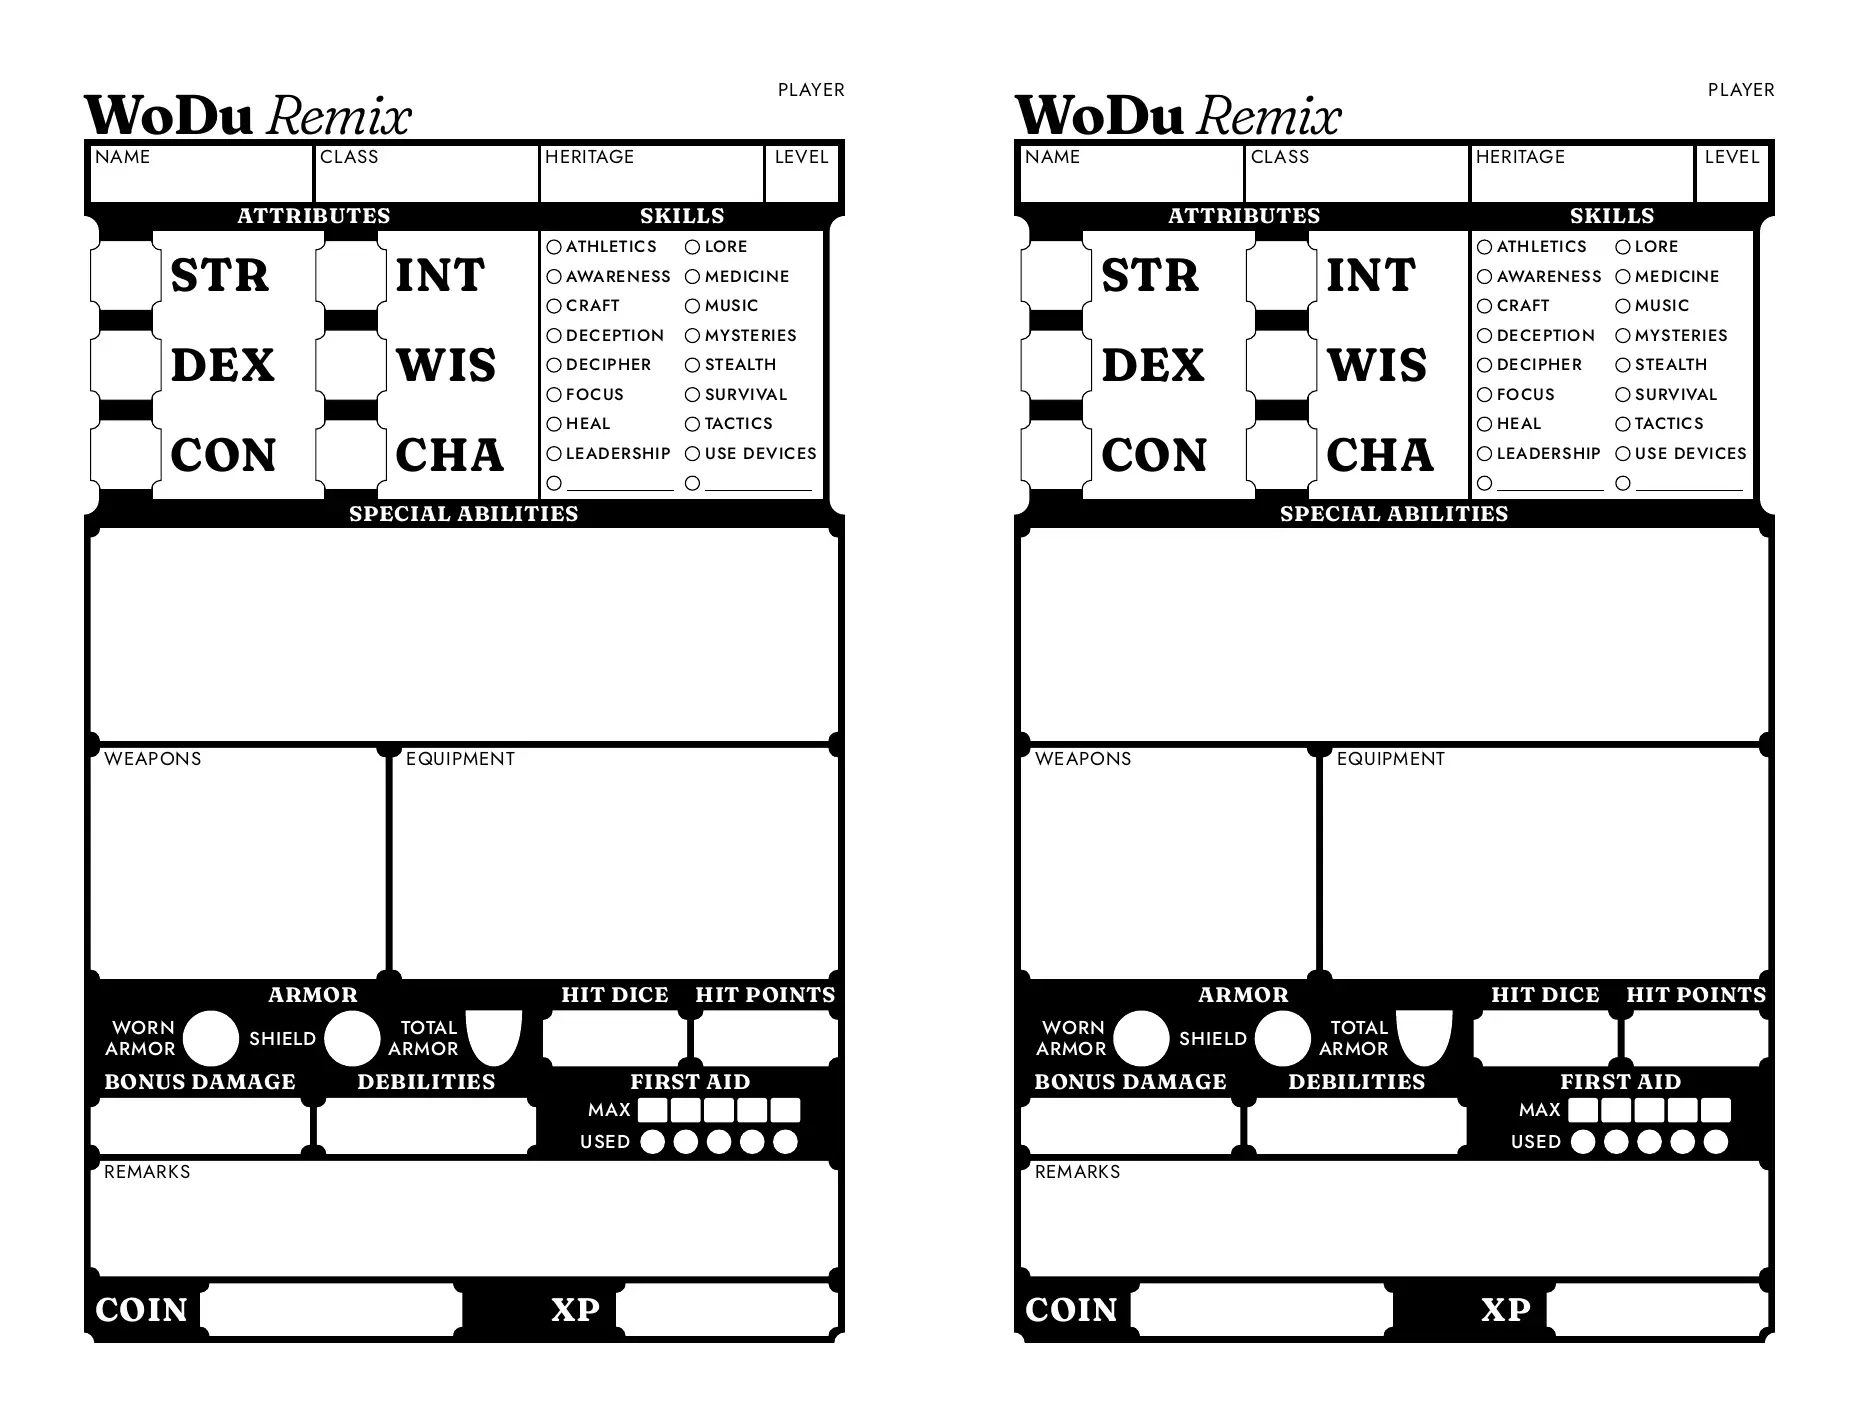 PLAYER
WoDu Remix
NAME CLASS HERITAGE LEVEL
ATTRIBUTES SKILLS
STR INT
DEX WIS
CON CHA
ATHLETICS LORE
AWARENESS MEDICINE
CRAFT MUSIC
DECEPTION MYSTERIES
DECIPHER STEALTH
FOCUS SURVIVAL
HEAL TACTICS
LEADERSHIP USE DEVICES
SPECIAL ABILITIES
WEAPONS EQUIPMENT
ARMOR HIT DICE HIT POINTS
WORN ARMOR SHIELD TOTAL ARMOR
BONUS DAMAGE DEBILITIES FIRST AID
MAX
USED
REMARKS
COIN XP
PLAYER
WoDu Remix
NAME CLASS HERITAGE LEVEL
ATTRIBUTES SKILLS
STR INT
DEX WIS
CON CHA
ATHLETICS LORE
AWARENESS MEDICINE
CRAFT MUSIC
DECEPTION MYSTERIES
DECIPHER STEALTH
FOCUS SURVIVAL
HEAL TACTICS
LEADERSHIP USE DEVICES
SPECIAL ABILITIES
WEAPONS EQUIPMENT
ARMOR HIT DICE HIT POINTS
WORN ARMOR SHIELD TOTAL ARMOR
BONUS DAMAGE DEBILITIES FIRST AID
MAX
USED
REMARKS
COIN XP